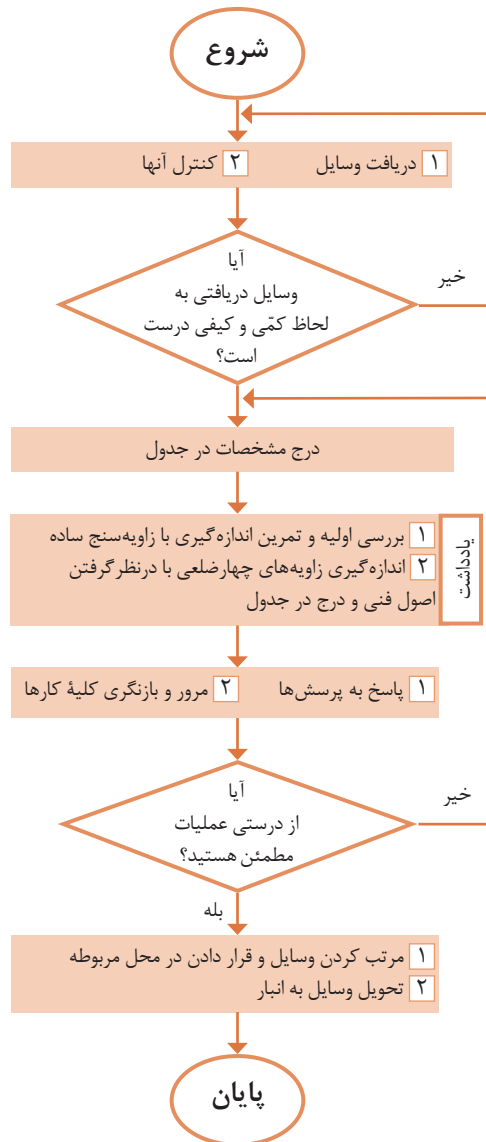 شروع
۱ دریافت وسایل ۲ کنترل آنها
آیا
وسایل دریافتی به
لحاظ کمّی و کیفی درست
است؟
خیر
درج مشخصات در جدول
یادداشت
۱ بررسی اولیه و تمرین اندازه‌گیری با زاویه‌سنج ساده
۲ اندازه‌گیری زاویه‌های چهارضلعی با درنظرگرفتن
اصول فنی و درج در جدول
۱ پاسخ به پرسش‌ها ۲ مرور و بازنگری کلیهٔ کارها
آیا
از درستی عملیات
مطمئن هستید؟
خیر
بله
۱ مرتب کردن وسایل و قرار دادن در محل مربوطه
۲ تحویل وسایل به انبار
پایان